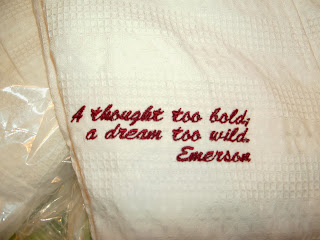 A thought too bold;
a dream too wild.
Emerson